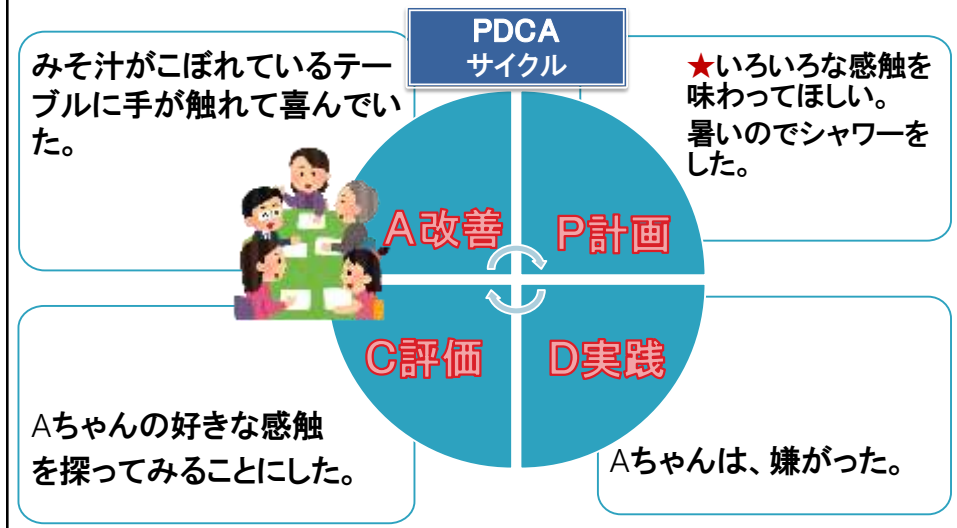 PDCA
サイクル
みそ汁がこぼれているテー
ブルに手が触れて喜んでい
た。
★いろいろな感触を
味わってほしい。
暑いのでシャワーを
した。
A改善
P計画
C評価
D実践
Aちゃんの好きな感触
を探ってみることにした。
Aちゃんは、嫌がった。